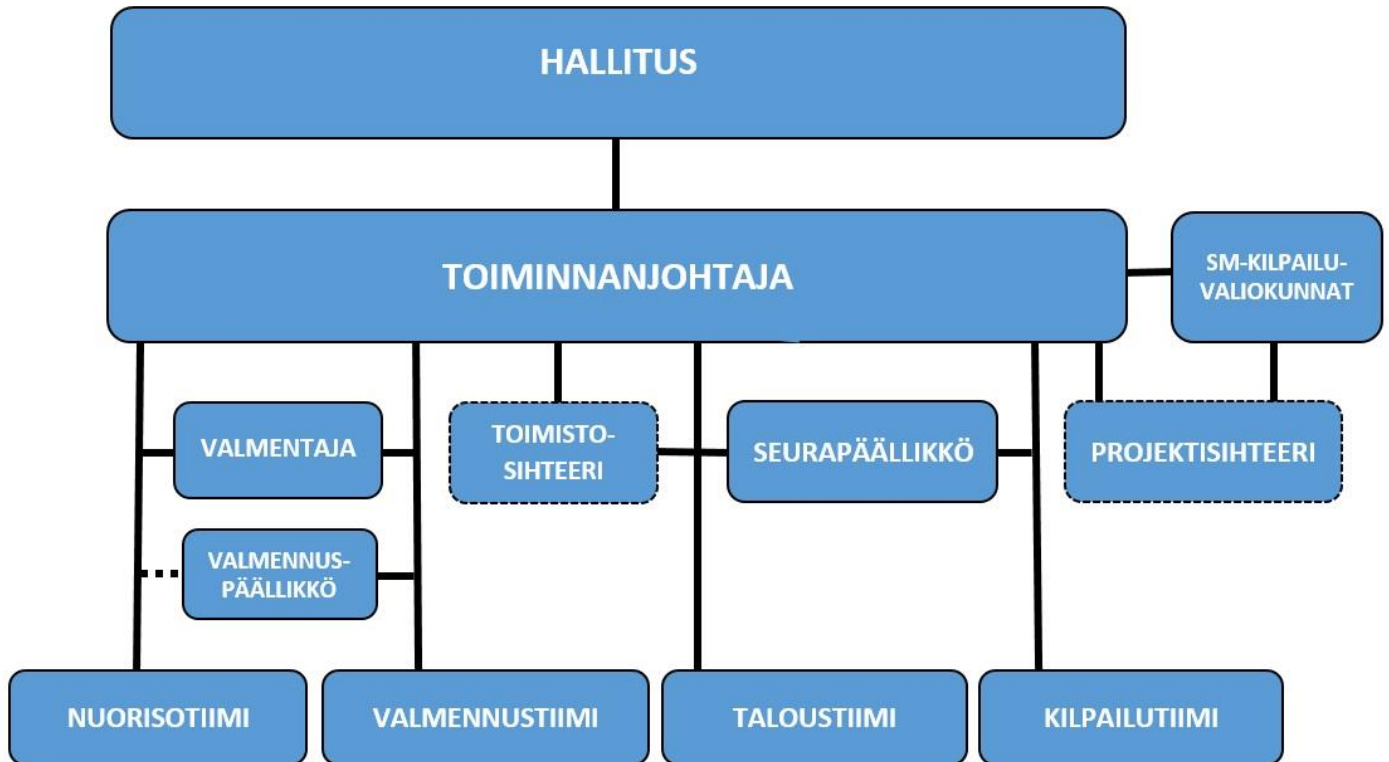 HALLITUS
TOIMINNANJOHTAJA
SM-KILPAILU-
VALIOKUNNAT
VALMENTAJA
TOIMISTO-
SIHTEERI
SEURAPÄÄLLIKKÖ
PROJEKTISIHTEERI
VALMENNUS-
PÄÄLLIKKÖ
NUORISOTIIMI
VALMENNUSTIIMI
TALOUSTIIMI
KILPAILUTIIMI